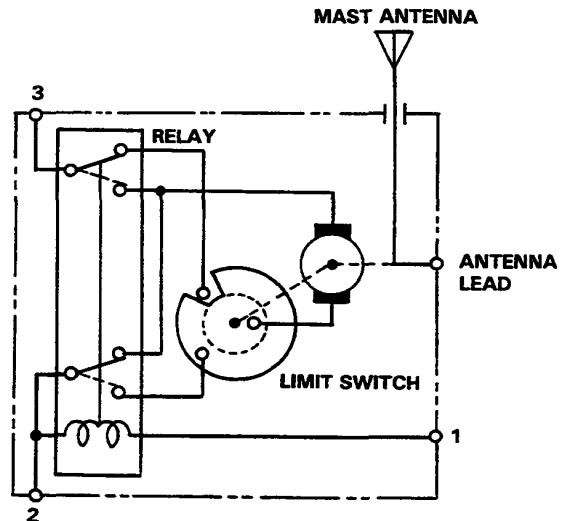 MAST ANTENNA
3
RELAY
ANTENNA
LEAD
LIMIT SWITCH
1
2